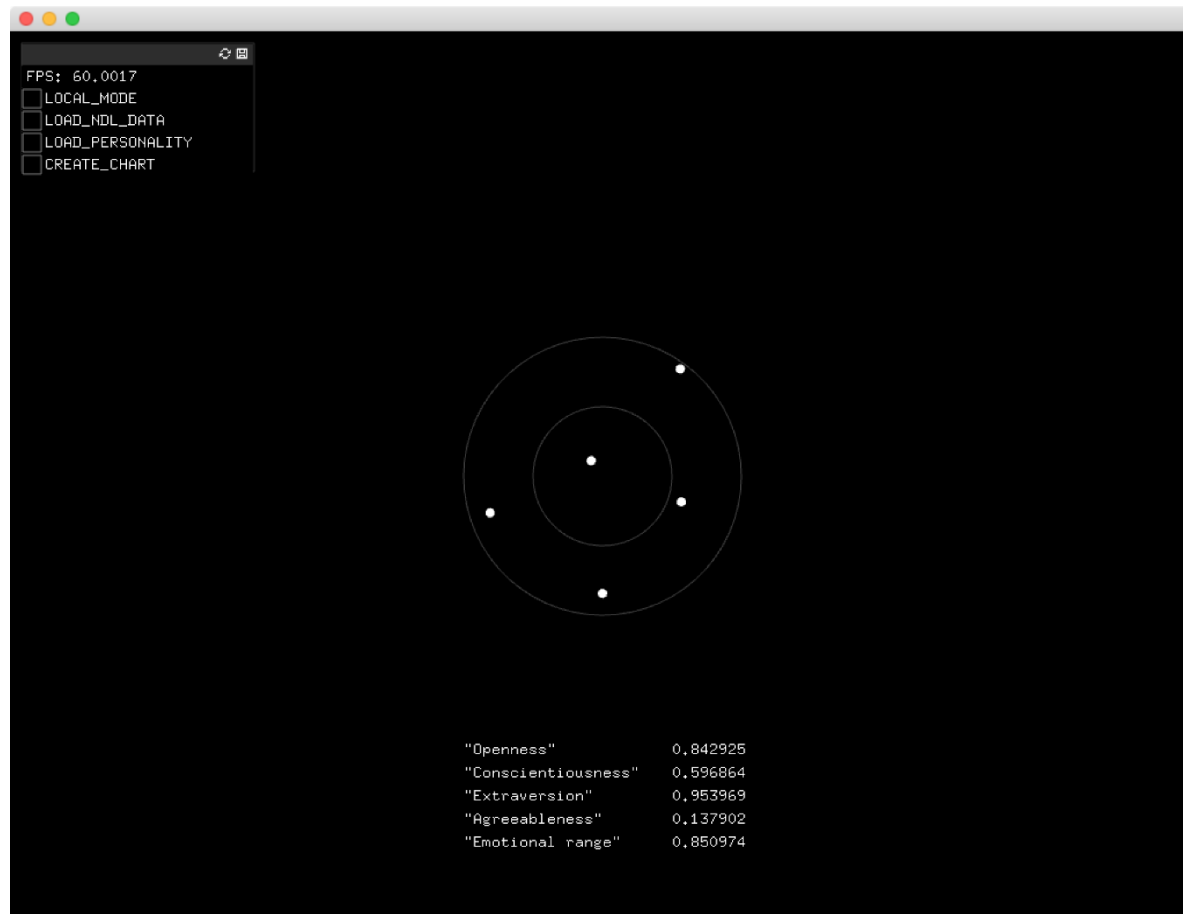 FPS: 60.0017
LOCAL_MODE
LOAD_NDL_DATA
LOAD_PERSONALITY
CREATE_CHART
"Openness" 0.842925
"Conscientiousness" 0.596864
"Extraversion" 0.953969
"Agreeableness" 0.137902
"Emotional range" 0.850974